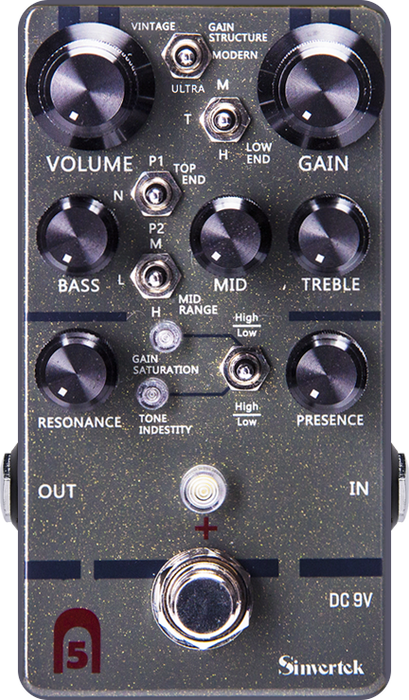 VINTAGE
GAIN
STRUCTURE
MODERN
ULTRA
M
T
H
LOW
END
VOLUME
GAIN
P1
TOP
END
N
P2
M
BASS
MID
TREBLE
L
H
MID
RANGE
High
Low
GAIN
SATURATION
RESONANCE
TONE
INDESTITY
High
Low
PRESENCE
OUT
IN
+
DC 9V
5
Sinvertek